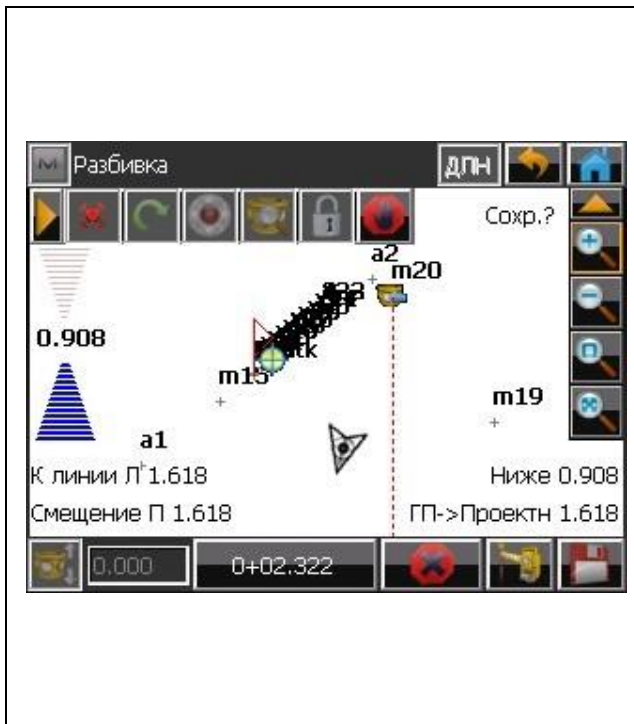 Разбивка ДПН
Сохр.?
a2
m20
0.908
m15
m19
a1
К линии Л 1.618
Ниже 0.908
Смещение П 1.618
ГП->Проектн 1.618
0.000
0+02.322